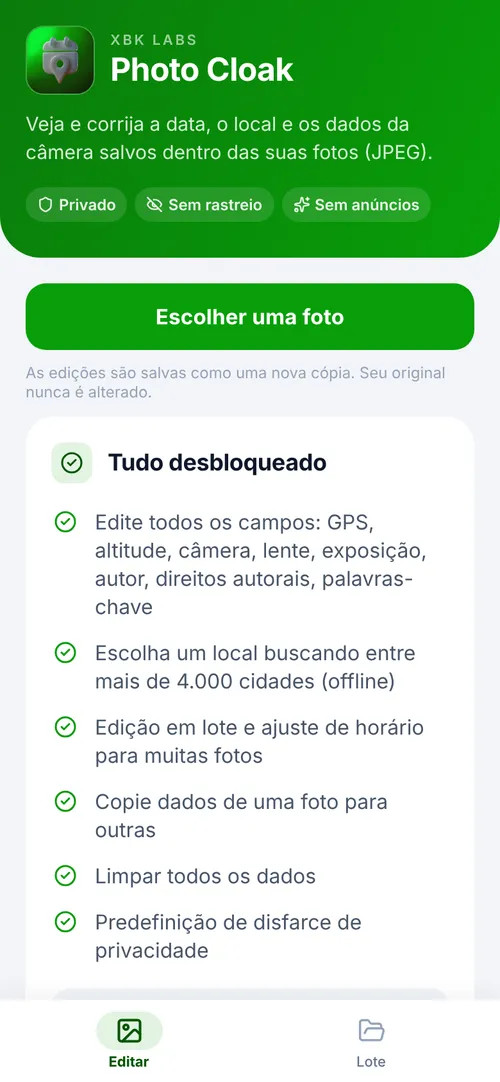 XBK LABS
Photo Cloak
Veja e corrija a data, o local e os dados da
câmera salvos dentro das suas fotos (JPEG).
Privado
Sem rastreio
Sem anúncios
Escolher uma foto
As edições são salvas como uma nova cópia. Seu original
nunca é alterado.
Tudo desbloqueado
Edite todos os campos: GPS,
altitude, câmera, lente, exposição,
autor, direitos autorais, palavras-
chave
Escolha um local buscando entre
mais de 4.000 cidades (offline)
Edição em lote e ajuste de horário
para muitas fotos
Copie dados de uma foto para
outras
Limpar todos os dados
Predefinição de disfarce de
privacidade
Editar
Lote